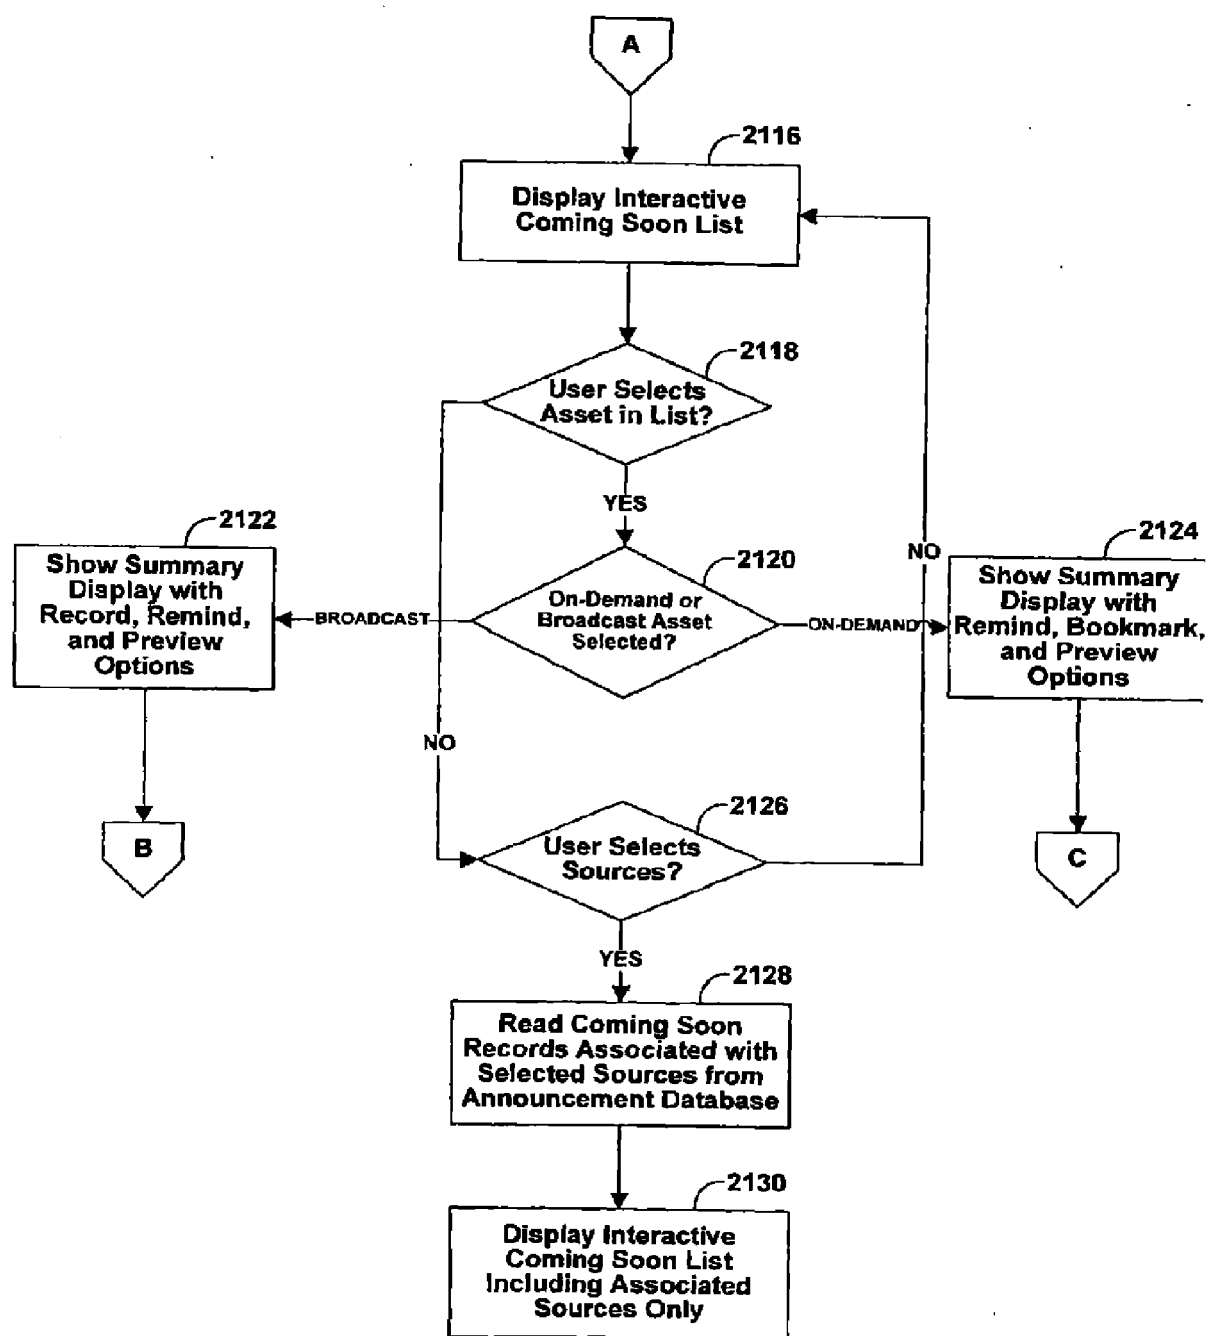 A
2116
Display Interactive
Coming Soon List
2118
User Selects
Asset in List?
YES
2122
Show Summary
Display with
Record, Remind,
and Preview
Options
BROADCAST
2120
On-Demand or
Broadcast Asset
Selected?
ON-DEMAND
NO
2124
Show Summary
Display with
Remind, Bookmark,
and Preview
Options
NO
B
2126
User Selects
Sources?
C
YES
2128
Read Coming Soon
Records Associated with
Selected Sources from
Announcement Database
2130
Display Interactive
Coming Soon List
Including Associated
Sources Only